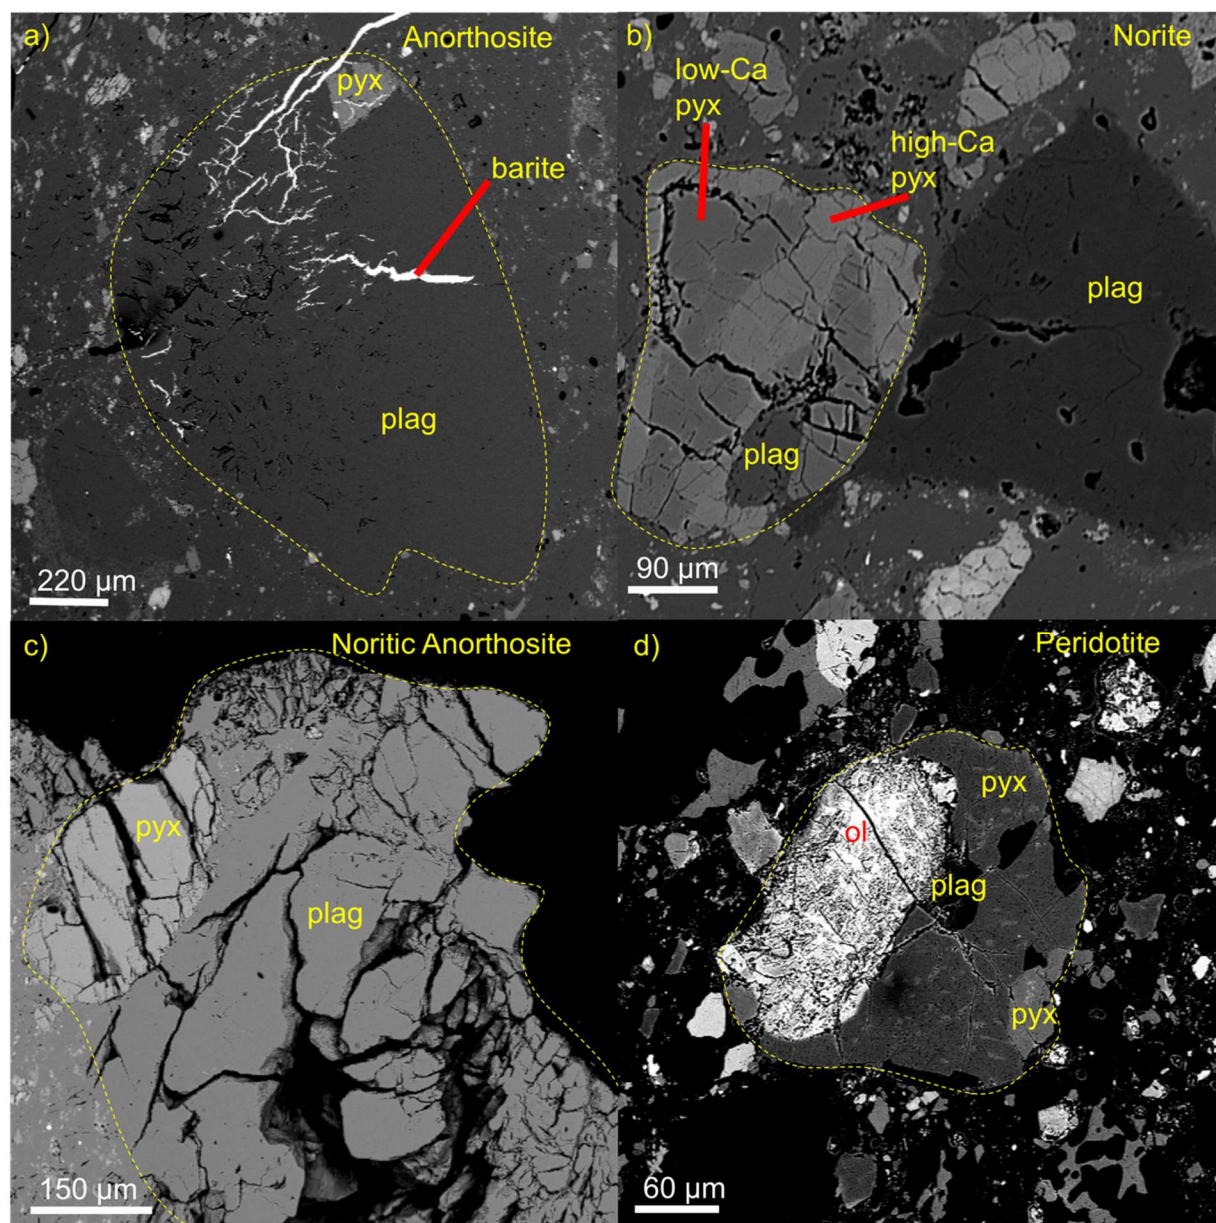 a)
Anorthosite
pyx
barite
plag
220 µm
b)
Norite
low-Ca
pyx
high-Ca
pyx
plag
plag
90 µm
c)
Noritic Anorthosite
pyx
plag
150 µm
d)
Peridotite
pyx
ol
plag
pyx
60 µm